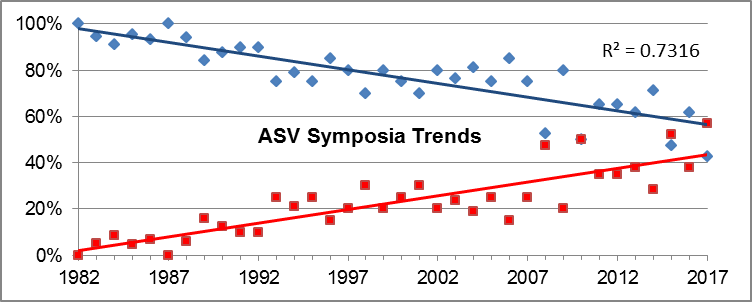 100%
80%
60%
40%
20%
0%
R² = 0.7316
ASV Symposia Trends
1982 1987 1992 1997 2002 2007 2012 2017